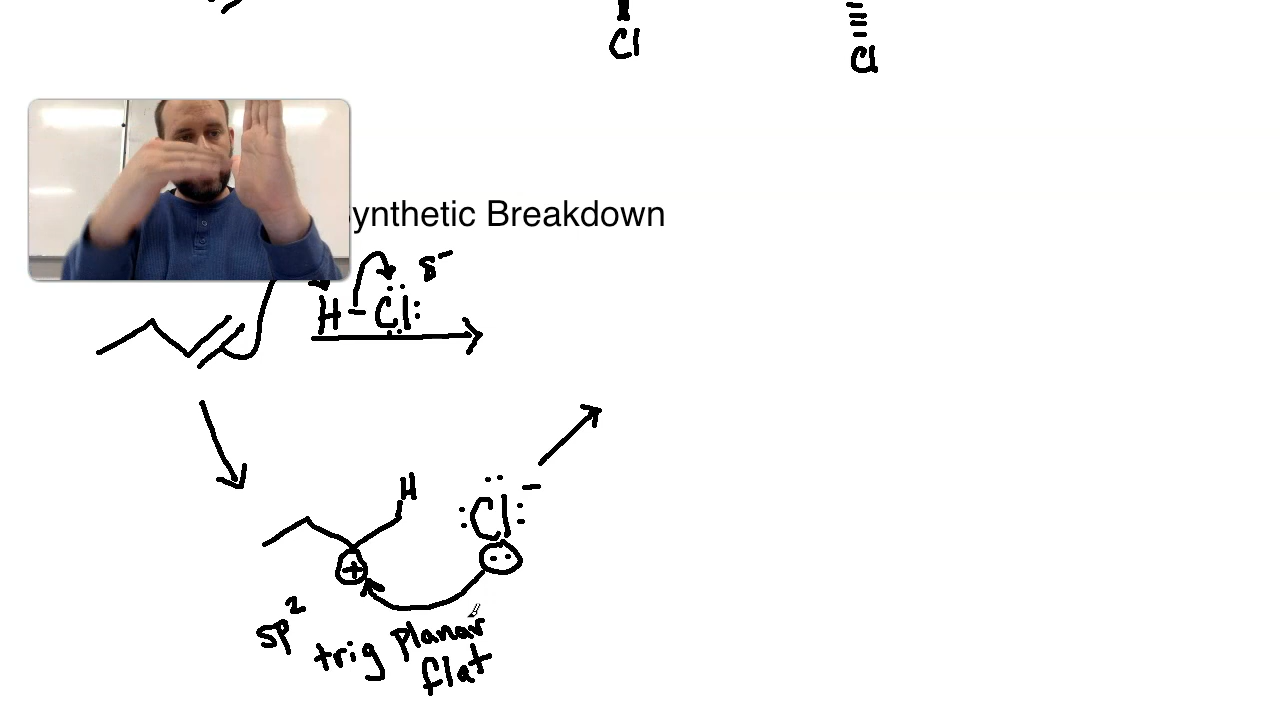 Cl
Cl
ynthetic Breakdown
δ-
H-Cl:
H
:Cl:-
+
sp2
trig planar
flat